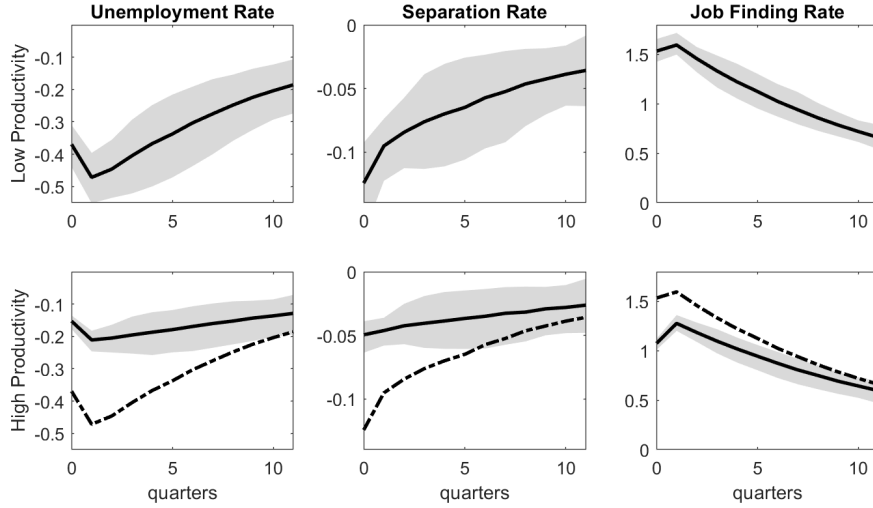 Unemployment Rate Separation Rate Job Finding Rate
Low Productivity
-0.1
-0.2
-0.3
-0.4
-0.5
0 5 10
0
-0.05
-0.1
0 5 10
1.5
1
0.5
0
0 5 10
High Productivity
-0.1
-0.2
-0.3
-0.4
-0.5
0 5 10
quarters
0
-0.05
-0.1
0 5 10
quarters
1.5
1
0.5
0
0 5 10
quarters